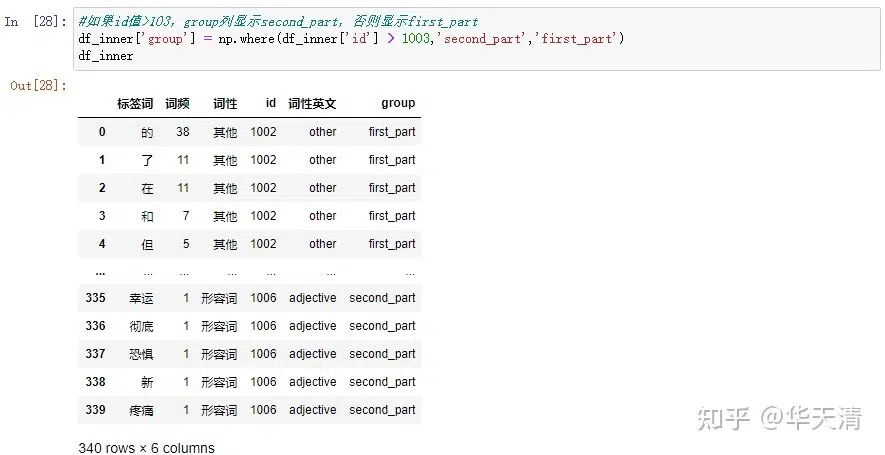 In [28]:
#如果id值>103，group列显示second_part，否则显示first_part
df_inner['group'] = np.where(df_inner['id'] > 1003,'second_part','first_part')
df_inner
Out[28]:
标签词 词频 词性 id 词性英文 group
0 的 38 其他 1002 other first_part
1 了 11 其他 1002 other first_part
2 在 11 其他 1002 other first_part
3 和 7 其他 1002 other first_part
4 但 5 其他 1002 other first_part
... ... ... ... ... ... ...
335 幸运 1 形容词 1006 adjective second_part
336 彻底 1 形容词 1006 adjective second_part
337 恐惧 1 形容词 1006 adjective second_part
338 新 1 形容词 1006 adjective second_part
339 疼痛 1 形容词 1006 adjective second_part
340 rows × 6 columns
知乎 @华天清